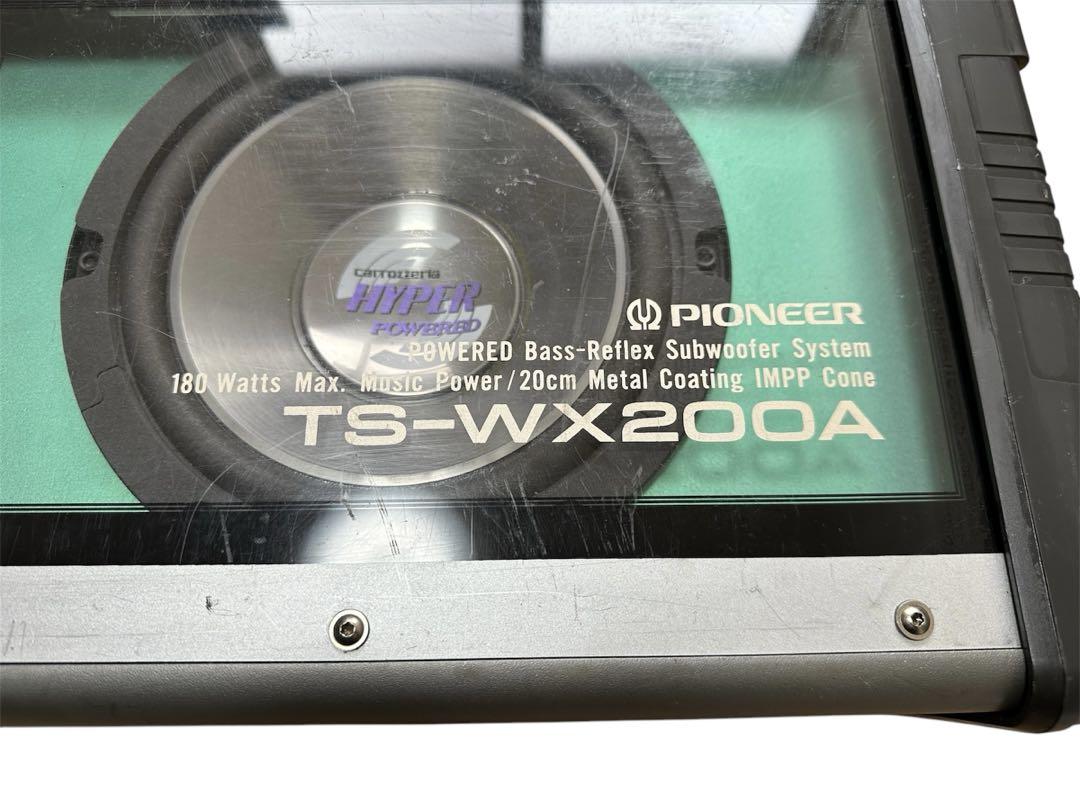 carrozzeria
HYPER
POWERED
PIONEER
POWERED Bass-Reflex Subwoofer System
180 Watts Max. Music Power/20cm Metal Coating IMPP Cone
TS-WX200A